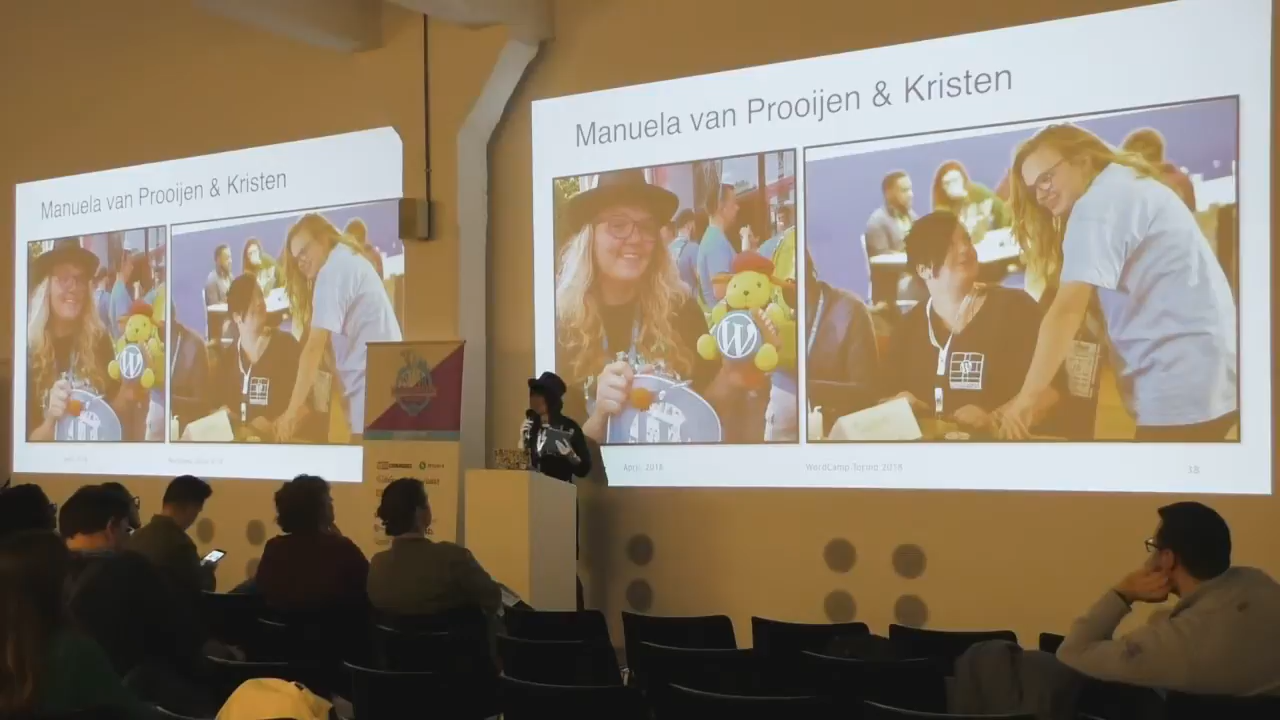 Manuela van Prooijen & Kristen
Manuela van Prooijen & Kristen
W
W
April, 2018
WordCamp Torino 2018
18